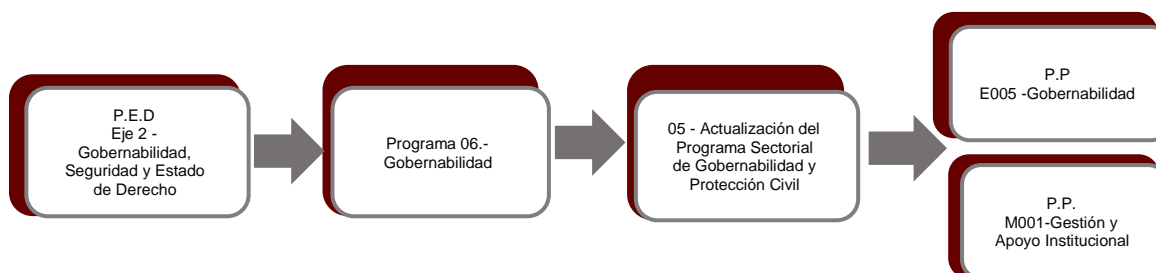 P.E.D
Eje 2 -
Gobernabilidad,
Seguridad y Estado
de Derecho
Programa 06.-
Gobernabilidad
05 - Actualización del
Programa Sectorial
de Gobernabilidad y
Protección Civil
P.P
E005 -Gobernabilidad
P.P.
M001-Gestión y
Apoyo Institucional